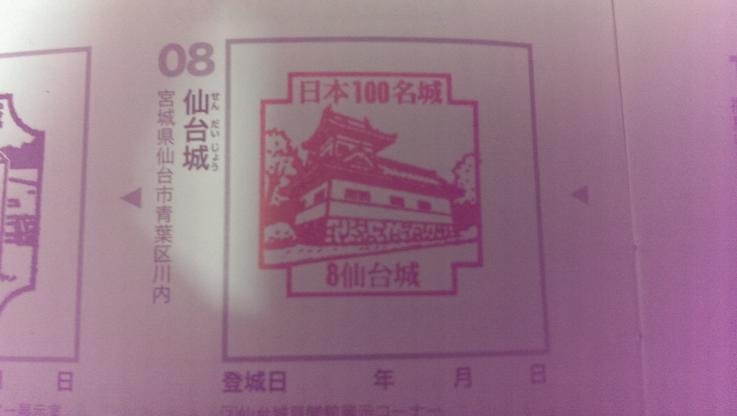 08
仙台城
せんだいじょう
宮城県仙台市青葉区川内
日本100名城
8仙台城
登城日 年 月 日
日